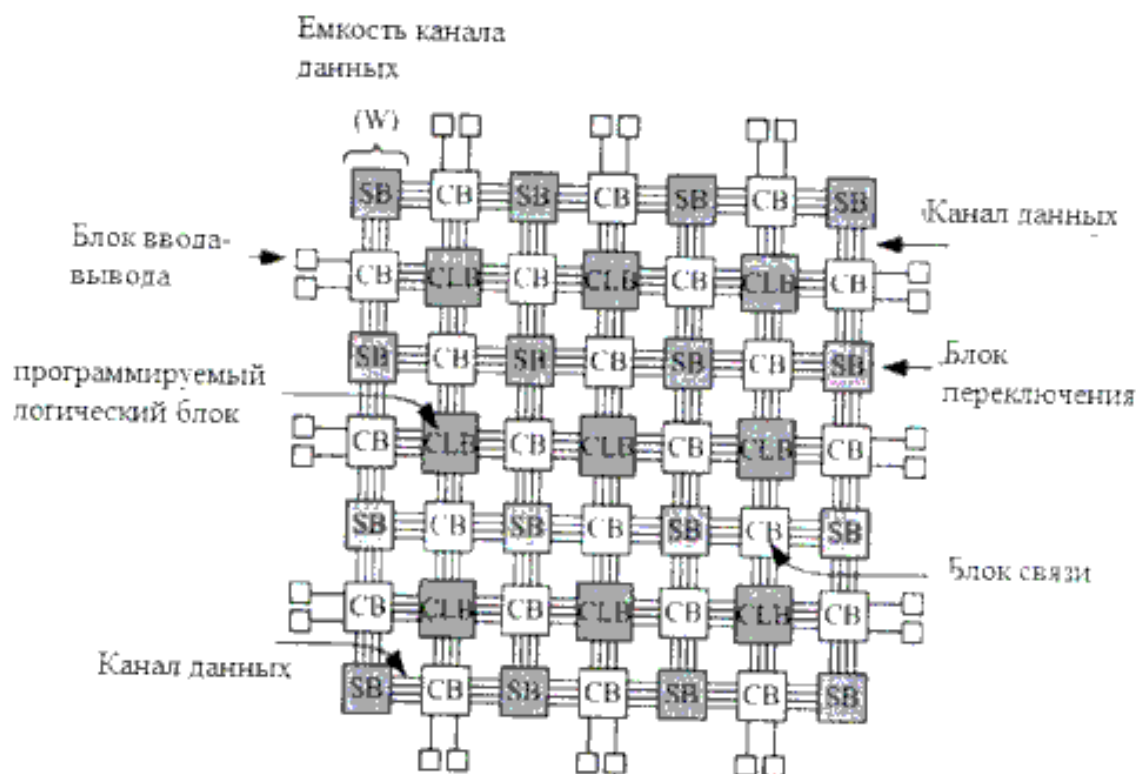 Емкость канала
данных
(W)
SB CB SB CB SB CB SB
Канал данных
Блок ввода-
вывода
CB CLB CB CLB CB CLB CB
SB CB SB CB SB CB SB
Блок
переключения
программируемый
логический блок
CB CLB CB CLB CB CLB CB
SB CB SB CB SB CB SB
Блок связи
CB CLB CB CLB CB CLB CB
Канал данных
SB CB SB CB SB CB SB